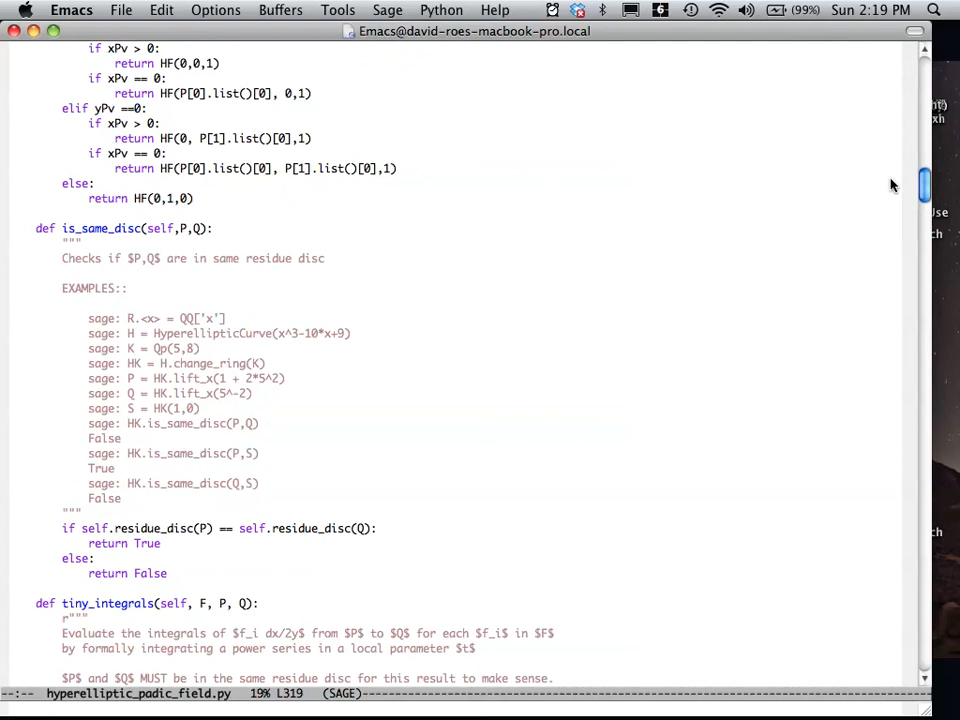 Emacs File Edit Options Buffers Tools Sage Python Help 6 (99%) Sun 2:19 PM
Emacs@david-roes-macbook-pro.local
if xPv > 0:
return HF(0,0,1)
if xPv == 0:
return HF(P[0].list()[0], 0,1)
elif yPv ==0:
if xPv > 0:
return HF(0, P[1].list()[0],1)
if xPv == 0:
return HF(P[0].list()[0], P[1].list()[0],1)
else:
return HF(0,1,0)
def is_same_disc(self,P,Q):
"""
Checks if $P,Q$ are in same residue disc
EXAMPLES::
sage: R.<x> = QQ['x']
sage: H = HyperellipticCurve(x^3-10*x+9)
sage: K = Qp(5,8)
sage: HK = H.change_ring(K)
sage: P = HK.lift_x(1 + 2*5^2)
sage: Q = HK.lift_x(5^-2)
sage: S = HK(1,0)
sage: HK.is_same_disc(P,Q)
False
sage: HK.is_same_disc(P,S)
True
sage: HK.is_same_disc(Q,S)
False
"""
if self.residue_disc(P) == self.residue_disc(Q):
return True
else:
return False
def tiny_integrals(self, F, P, Q):
r"""
Evaluate the integrals of $f_i dx/2y$ from $P$ to $Q$ for each $f_i$ in $F$
by formally integrating a power series in a local parameter $t$
$P$ and $Q$ MUST be in the same residue disc for this result to make sense.
--:-- hyperelliptic_padic_field.py 19% L319 (SAGE)
xh
Use
ch
ch